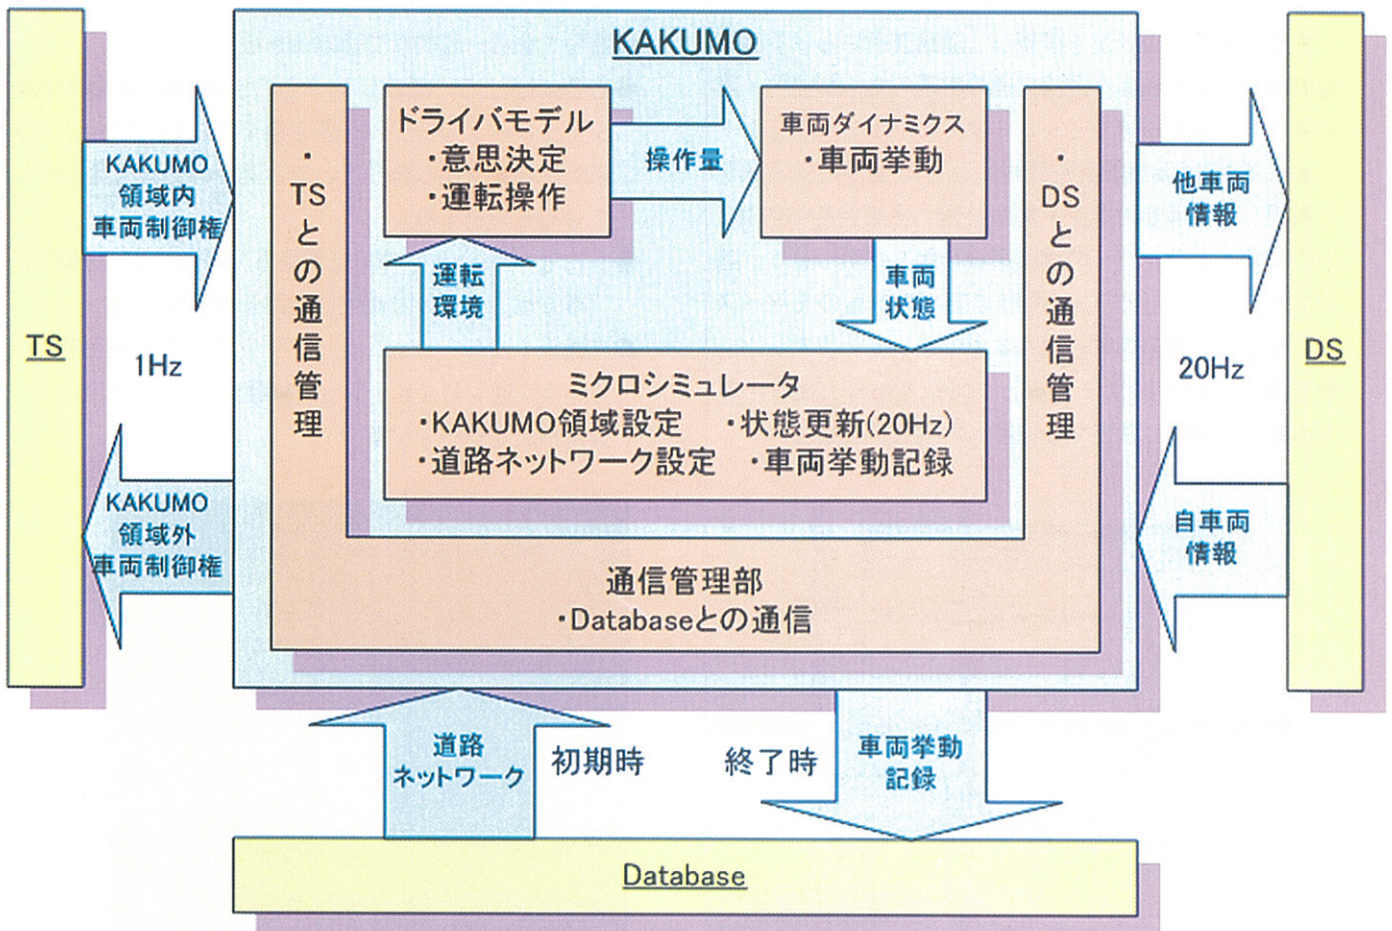 KAKUMO
TS
KAKUMO
領域内
車両制御権
1Hz
KAKUMO
領域外
車両制御権
・TSとの通信管理
ドライバモデル
・意思決定
・運転操作
操作量
車両ダイナミクス
・車両挙動
運転
環境
車両
状態
ミクロシミュレータ
・KAKUMO領域設定 ・状態更新(20Hz)
・道路ネットワーク設定 ・車両挙動記録
・DSとの通信管理
通信管理部
・Databaseとの通信
他車両
情報
20Hz
自車両
情報
DS
道路
ネットワーク
初期時
終了時
車両挙動
記録
Database